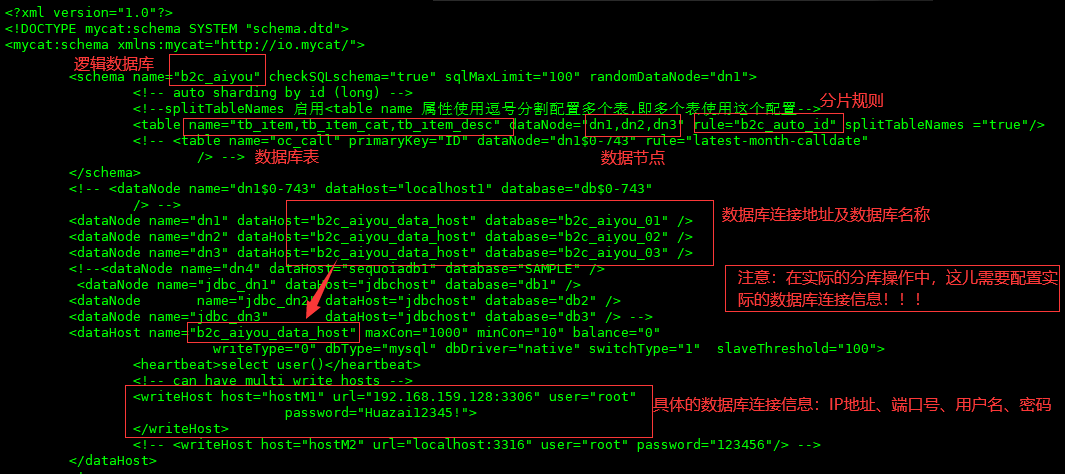 <?xml version="1.0"?>
<!DOCTYPE mycat:schema SYSTEM "schema.dtd">
<mycat:schema xmlns:mycat="http://io.mycat/">
逻辑数据库
<schema name="b2c_aiyou" checkSQLschema="true" sqlMaxLimit="100" randomDataNode="dn1">
<!-- auto sharding by id (long) -->
<!--splitTableNames 启用<table name 属性使用逗号分割配置多个表,即多个表使用这个配置-->
分片规则
<table name="tb_item,tb_item_cat,tb_item_desc" dataNode="dn1,dn2,dn3" rule="b2c_auto_id" splitTableNames ="true"/>
<!-- <table name="oc_call" primaryKey="ID" dataNode="dn1$0-743" rule="latest-month-calldate"
/> -->
数据库表
数据节点
</schema>
<!-- <dataNode name="dn1$0-743" dataHost="localhost1" database="db$0-743"
/> -->
<dataNode name="dn1" dataHost="b2c_aiyou_data_host" database="b2c_aiyou_01" />
<dataNode name="dn2" dataHost="b2c_aiyou_data_host" database="b2c_aiyou_02" />
<dataNode name="dn3" dataHost="b2c_aiyou_data_host" database="b2c_aiyou_03" />
数据库连接地址及数据库名称
<!--<dataNode name="dn4" dataHost="sequoiadb1" database="SAMPLE" />
<dataNode name="jdbc_dn1" dataHost="jdbchost" database="db1" />
<dataNode name="jdbc_dn2" dataHost="jdbchost" database="db2" />
<dataNode name="jdbc_dn3" dataHost="jdbchost" database="db3" /> -->
注意：在实际的分库操作中，这儿需要配置实
际的数据库连接信息！！！
<dataHost name="b2c_aiyou_data_host" maxCon="1000" minCon="10" balance="0"
writeType="0" dbType="mysql" dbDriver="native" switchType="1" slaveThreshold="100">
<heartbeat>select user()</heartbeat>
<!-- can have multi write hosts -->
<writeHost host="hostM1" url="192.168.159.128:3306" user="root"
password="Huazai12345!">
</writeHost>
具体的数据库连接信息：IP地址、端口号、用户名、密码
<!-- <writeHost host="hostM2" url="localhost:3316" user="root" password="123456"/> -->
</dataHost>